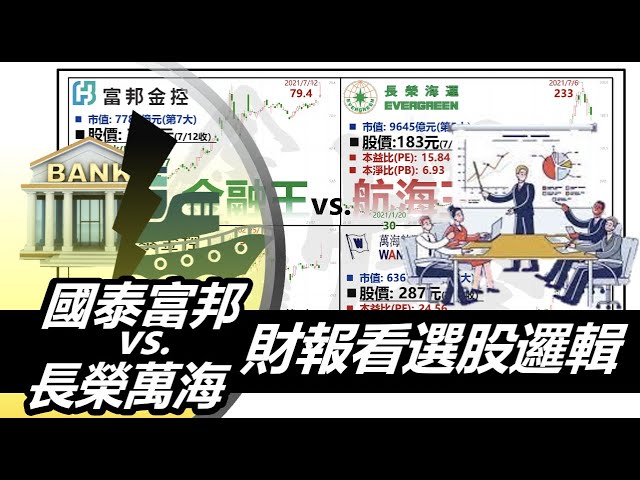 富邦金控
2021/7/12
79.4
長榮海運
EVERGREEN
2021/7/6
233
市值: 778
元(第7大)
市值: 9645億元
股價
(7/12收)
股價:183元(7/
本益比(PE): 15.84
本淨比(PB): 6.93
BANK
金融王
vs.
航海王
2021/1/20
30
萬海
WAN
市值: 636
股價: 287元
本益比(PE): 24.56
國泰富邦
vs.
長榮萬海
財報看選股邏輯